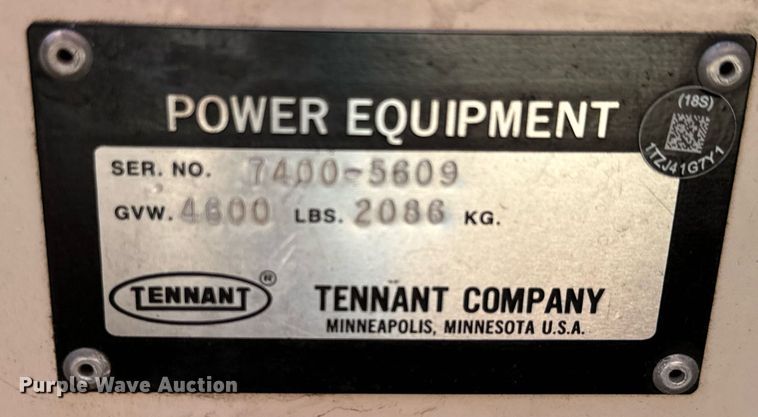 POWER EQUIPMENT
(18S)
1TZJ41G7Y1
SER. NO. 7400-5609
GVW. 4600 LBS. 2086 KG.
TENNANT ®
TENNANT COMPANY
MINNEAPOLIS, MINNESOTA U.S.A.
Purple Wave Auction